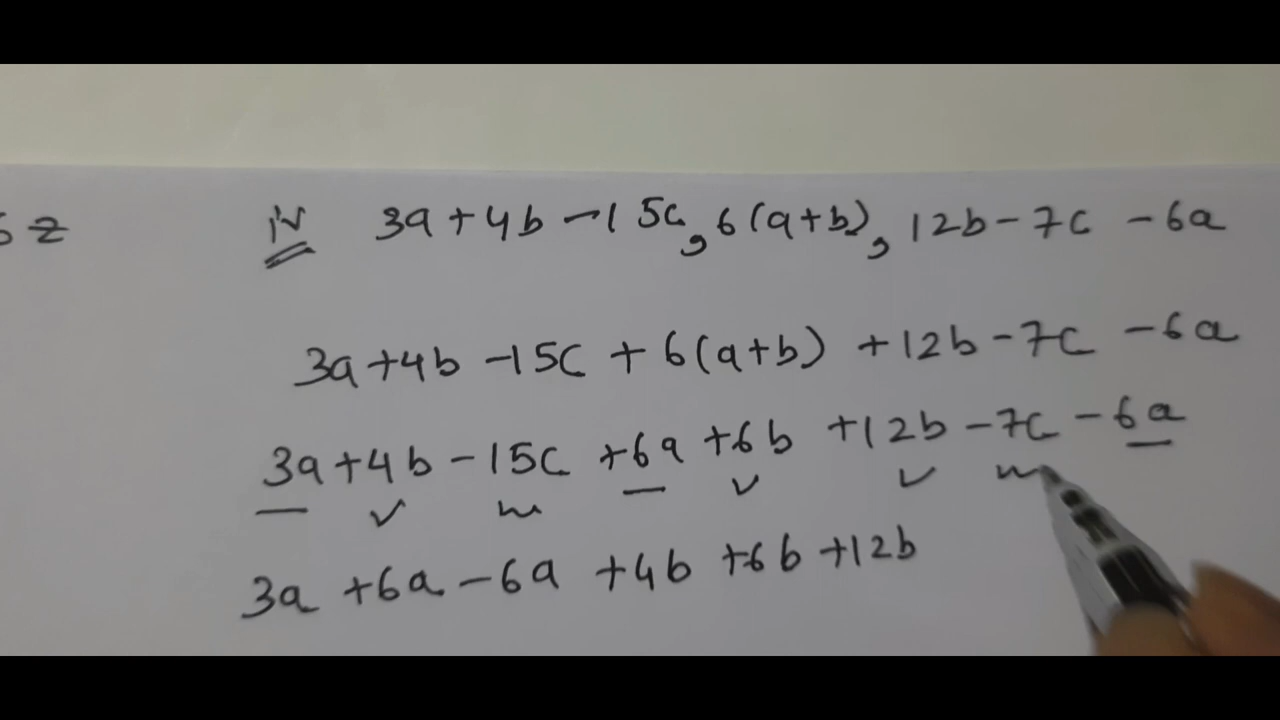 5z
iv 3a+4b-15c, 6(a+b), 12b-7c -6a
3a+4b-15c + 6(a+b) +12b-7c -6a
3a+4b-15c +6a +6b +12b-7c-6a
3a +6a-6a +4b +6b+12b